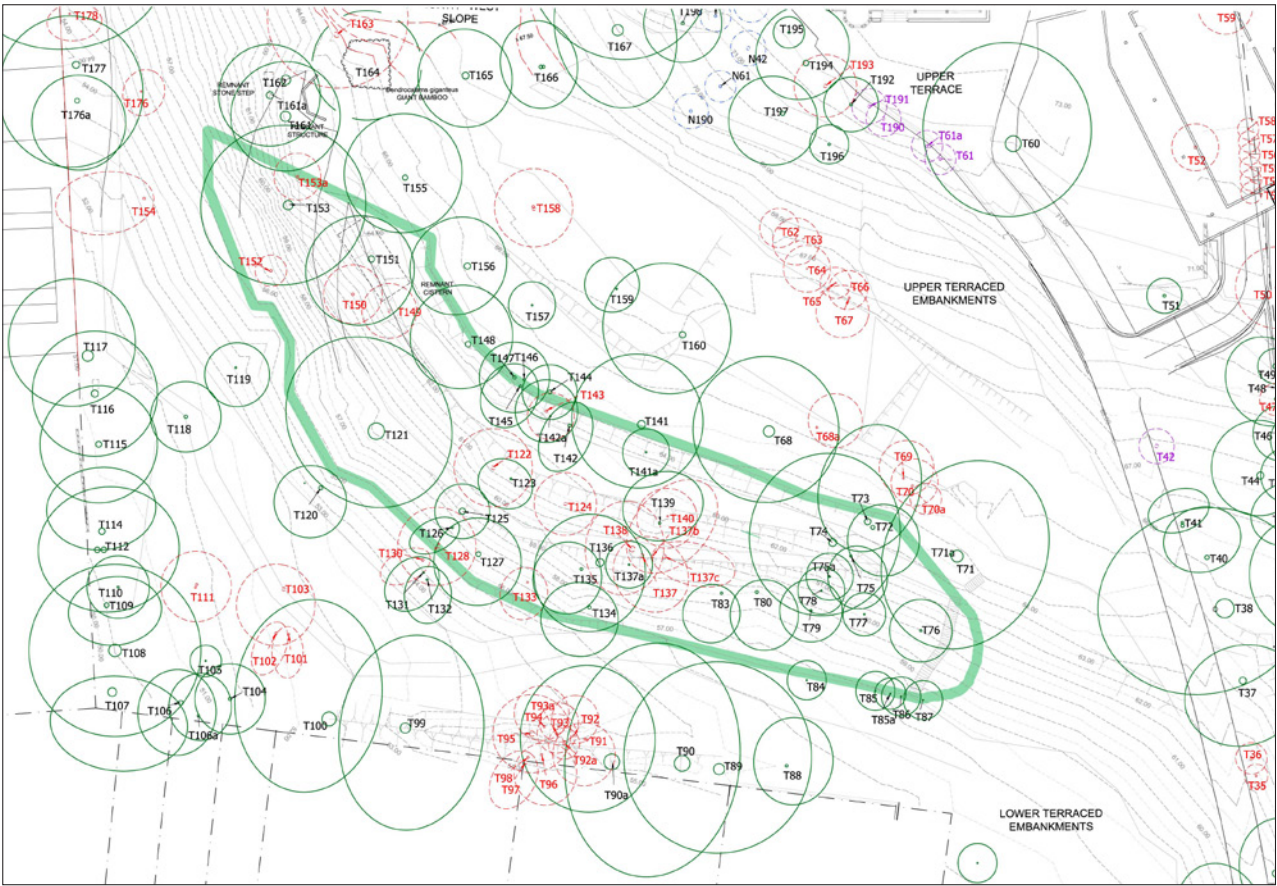 T178
T163
SLOPE
T198
T195
T59
T177
T162
REMNANT
STONE STEP
T164
T165
T166
T167
N42
T194
T193
T192
UPPER
TERRACE
T176
T176a
T161a
T161
STRUCTURE
Dendrocalamus giganteus
GIANT BAMBOO
N61
N190
T197
T191
T190
T196
T61a
T61
T60
T52
T58
T154
T153a
T153
T155
T158
T62
T63
T64
T65
T66
T67
UPPER TERRACED
EMBANKMENTS
T152
T151
T150
T149
REMNANT
CISTERN
T156
T157
T159
T160
T51
T50
T117
T116
T115
T118
T119
T148
T147
T146
T144
T143
T145
T142a
T142
T141
T141a
T68
T68a
T69
T70
T70a
T42
T49
T48
T44
T121
T122
T123
T120
T124
T125
T126
T139
T140
T138
T137b
T73
T72
T74
T71a
T71
T41
T40
T114
T112
T110
T109
T111
T103
T130
T128
T127
T136
T135
T137a
T137
T137c
T75a
T75
T78
T131
T132
T133
T134
T83
T80
T79
T77
T76
T38
T108
T105
T102
T101
T107
T106
T106a
T104
T100
T99
T84
T85
T85a
T86
T87
T37
T93a
T94
T93
T92
T95
T91
T92a
T98
T97
T96
T90a
T90
T89
T88
T36
T35
LOWER TERRACED
EMBANKMENTS